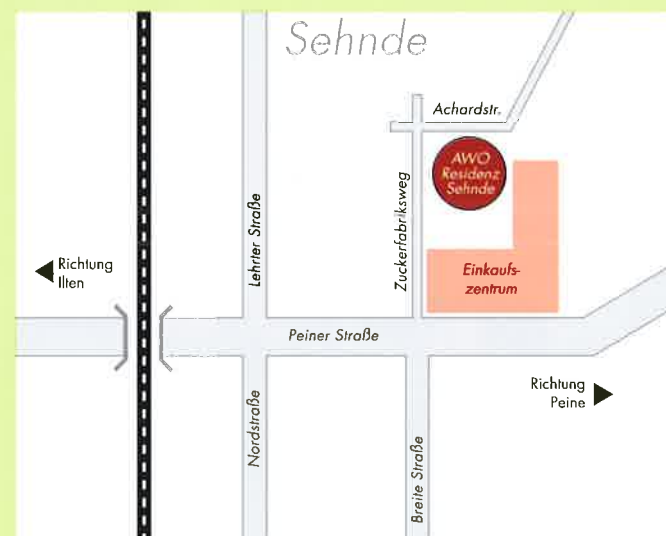 Sehnde
Achardstr.
AWO
Residenz
Sehnde
Zuckerfabriksweg
Lehrter Straße
Richtung
Ilten
Einkaufs-
zentrum
Peiner Straße
Richtung
Peine
Nordstraße
Breite Straße